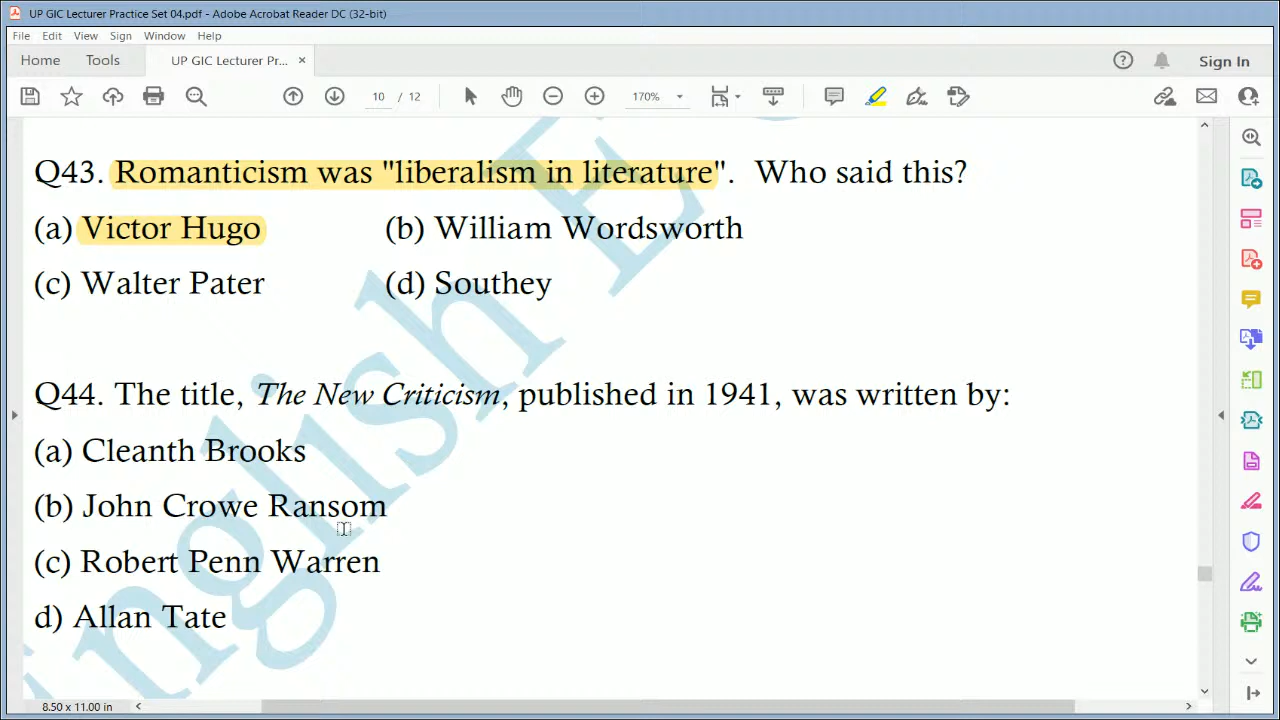 UP GIC Lecturer Practice Set 04.pdf - Adobe Acrobat Reader DC (32-bit)
File Edit View Sign Window Help
Home Tools UP GIC Lecturer Pr... × Sign In
10 / 12 170%
Q43. Romanticism was "liberalism in literature". Who said this?
(a) Victor Hugo (b) William Wordsworth
(c) Walter Pater (d) Southey
Q44. The title, The New Criticism, published in 1941, was written by:
(a) Cleanth Brooks
(b) John Crowe Ransom
(c) Robert Penn Warren
d) Allan Tate
8.50 x 11.00 in
nglish E